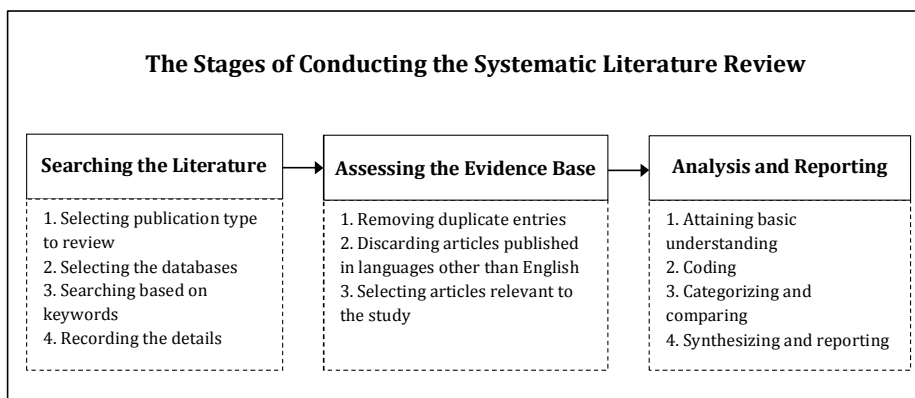 The Stages of Conducting the Systematic Literature Review
Searching the Literature
1. Selecting publication type
to review
2. Selecting the databases
3. Searching based on
keywords
4. Recording the details
Assessing the Evidence Base
1. Removing duplicate entries
2. Discarding articles published
in languages other than English
3. Selecting articles relevant to
the study
Analysis and Reporting
1. Attaining basic
understanding
2. Coding
3. Categorizing and
comparing
4. Synthesizing and reporting